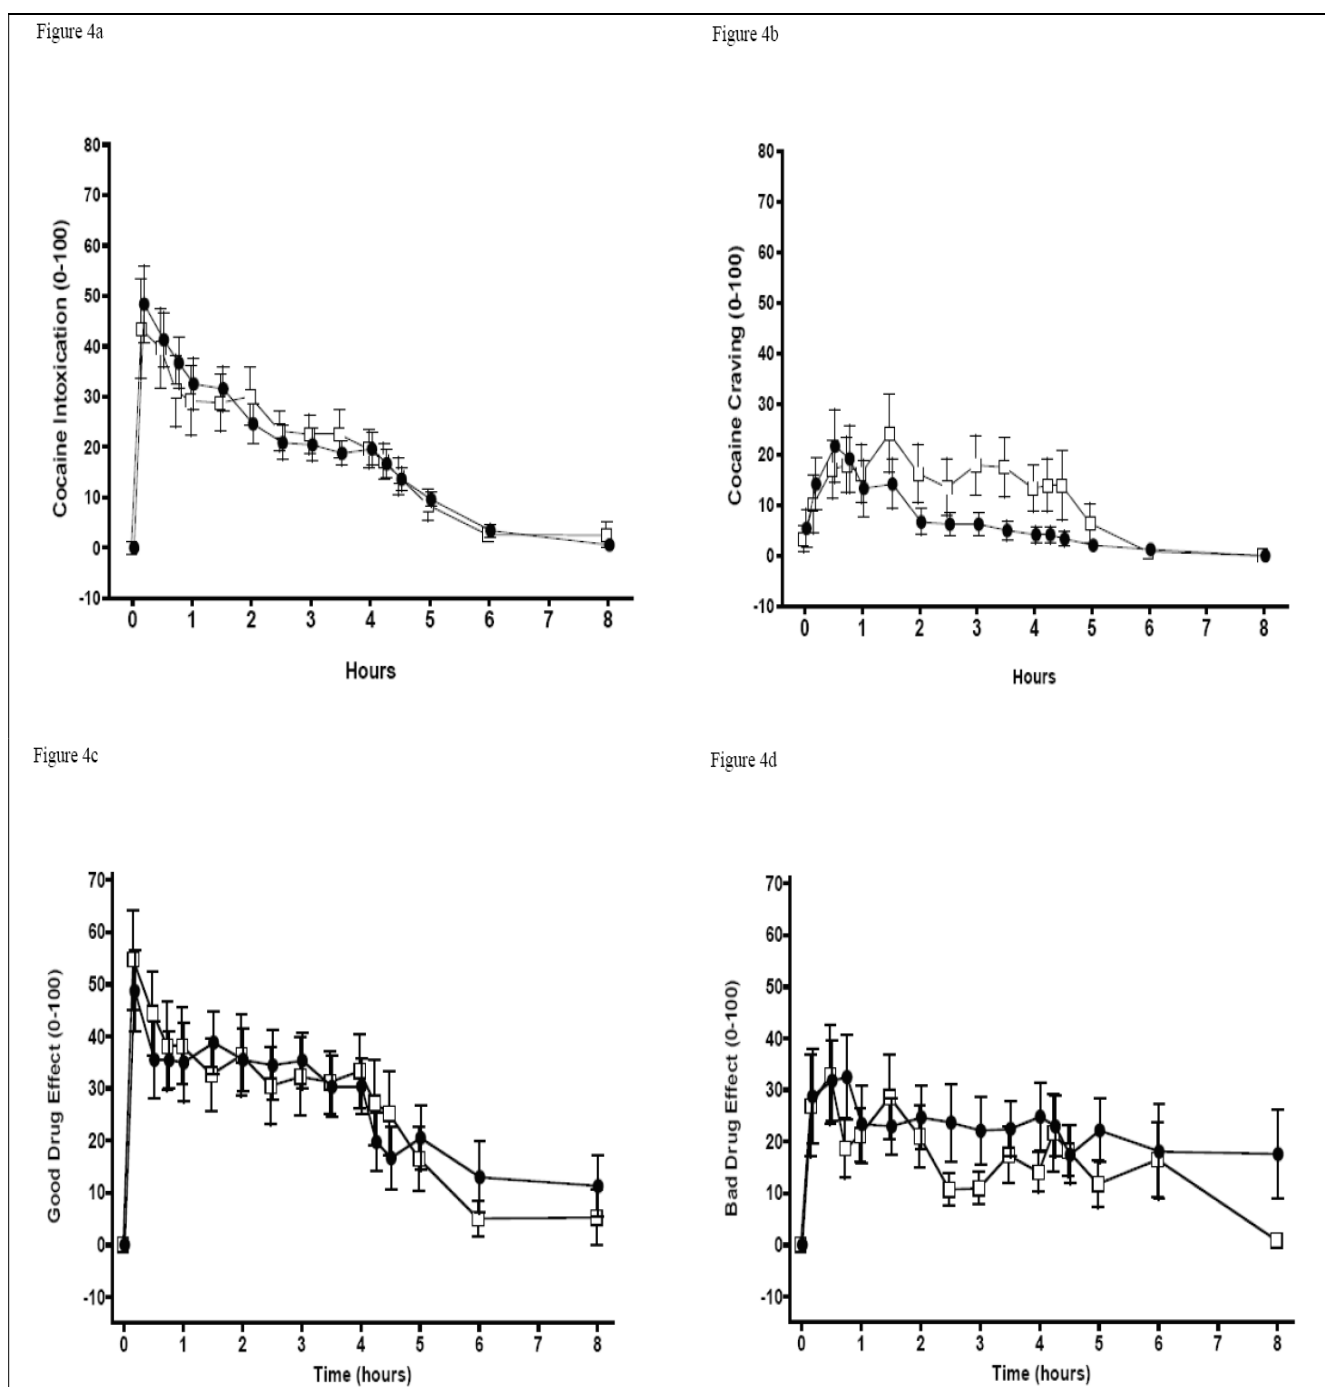 Figure 4a
80
70
60
50
40
30
20
10
0
-10
Cocaine Intoxication (0-100)
0 1 2 3 4 5 6 7 8
Hours
Figure 4b
80
70
60
50
40
30
20
10
0
-10
Cocaine Craving (0-100)
0 1 2 3 4 5 6 7 8
Hours
Figure 4c
70
60
50
40
30
20
10
0
-10
Good Drug Effect (0-100)
0 1 2 3 4 5 6 7 8
Time (hours)
Figure 4d
70
60
50
40
30
20
10
0
-10
Bad Drug Effect (0-100)
0 1 2 3 4 5 6 7 8
Time (hours)